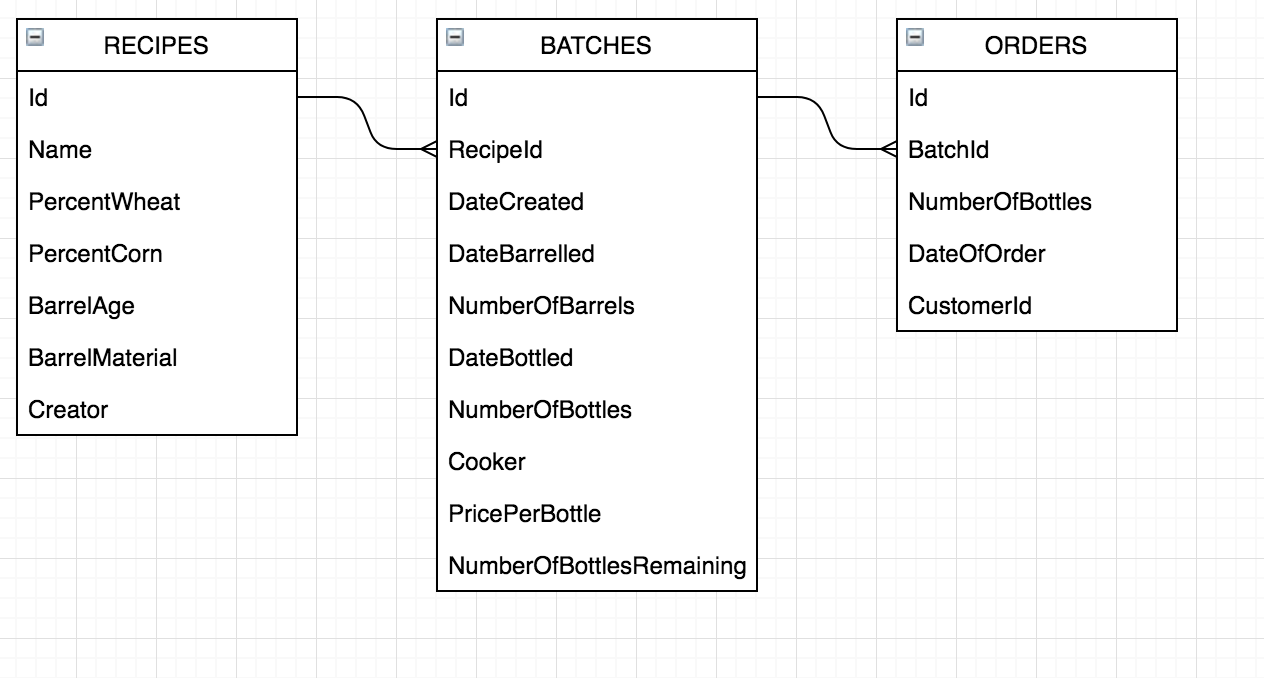 RECIPES
Id
Name
PercentWheat
PercentCorn
BarrelAge
BarrelMaterial
Creator
BATCHES
Id
RecipeId
DateCreated
DateBarrelled
NumberOfBarrels
DateBottled
NumberOfBottles
Cooker
PricePerBottle
NumberOfBottlesRemaining
ORDERS
Id
BatchId
NumberOfBottles
DateOfOrder
CustomerId